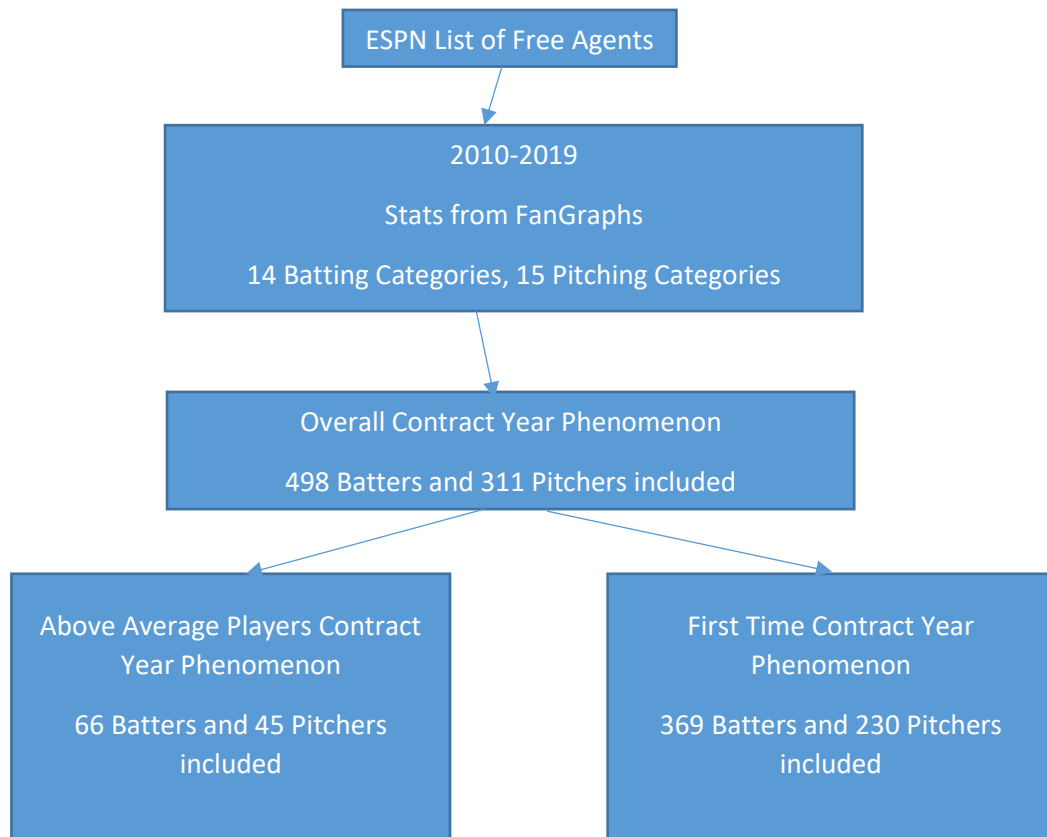 ESPN List of Free Agents
2010-2019
Stats from FanGraphs
14 Batting Categories, 15 Pitching Categories
Overall Contract Year Phenomenon
498 Batters and 311 Pitchers included
Above Average Players Contract
Year Phenomenon
66 Batters and 45 Pitchers
included
First Time Contract Year
Phenomenon
369 Batters and 230 Pitchers
included